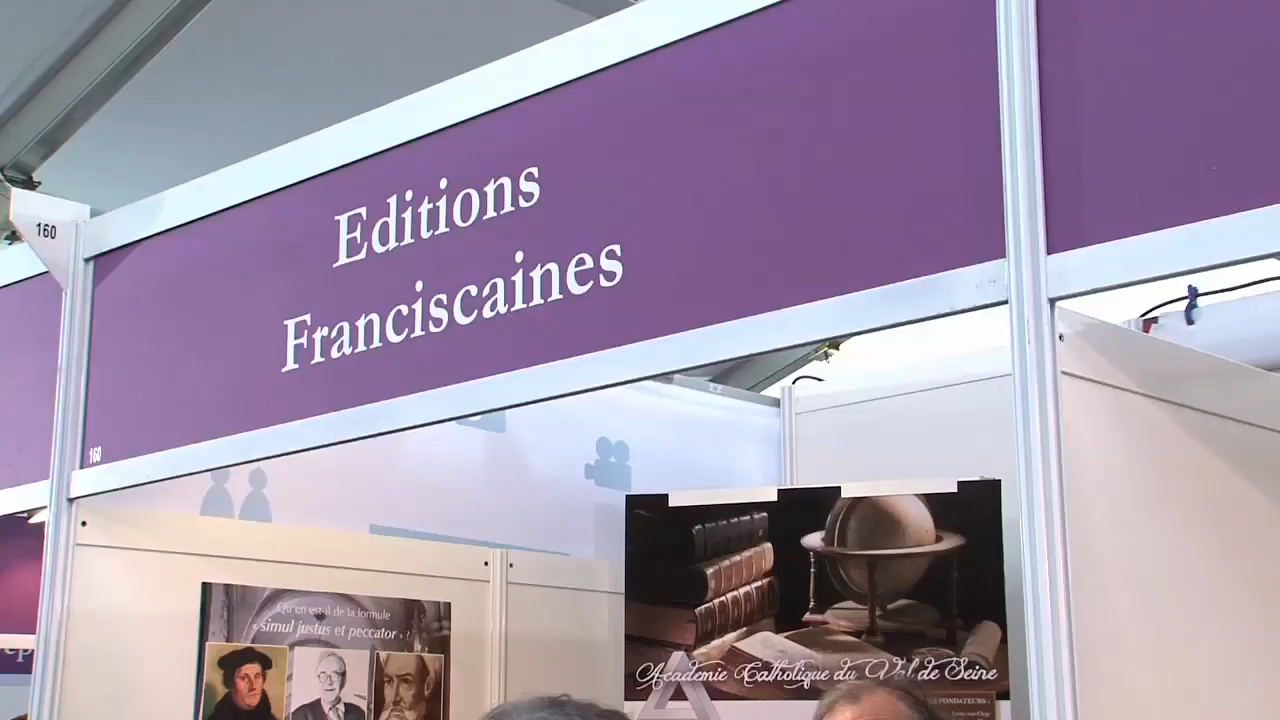 160
Editions
Franciscaines
160
Qu'en est-il de la formule
« simul justus et peccator » ?
Academie Catholique du Val de Seine
FONDATEURS :